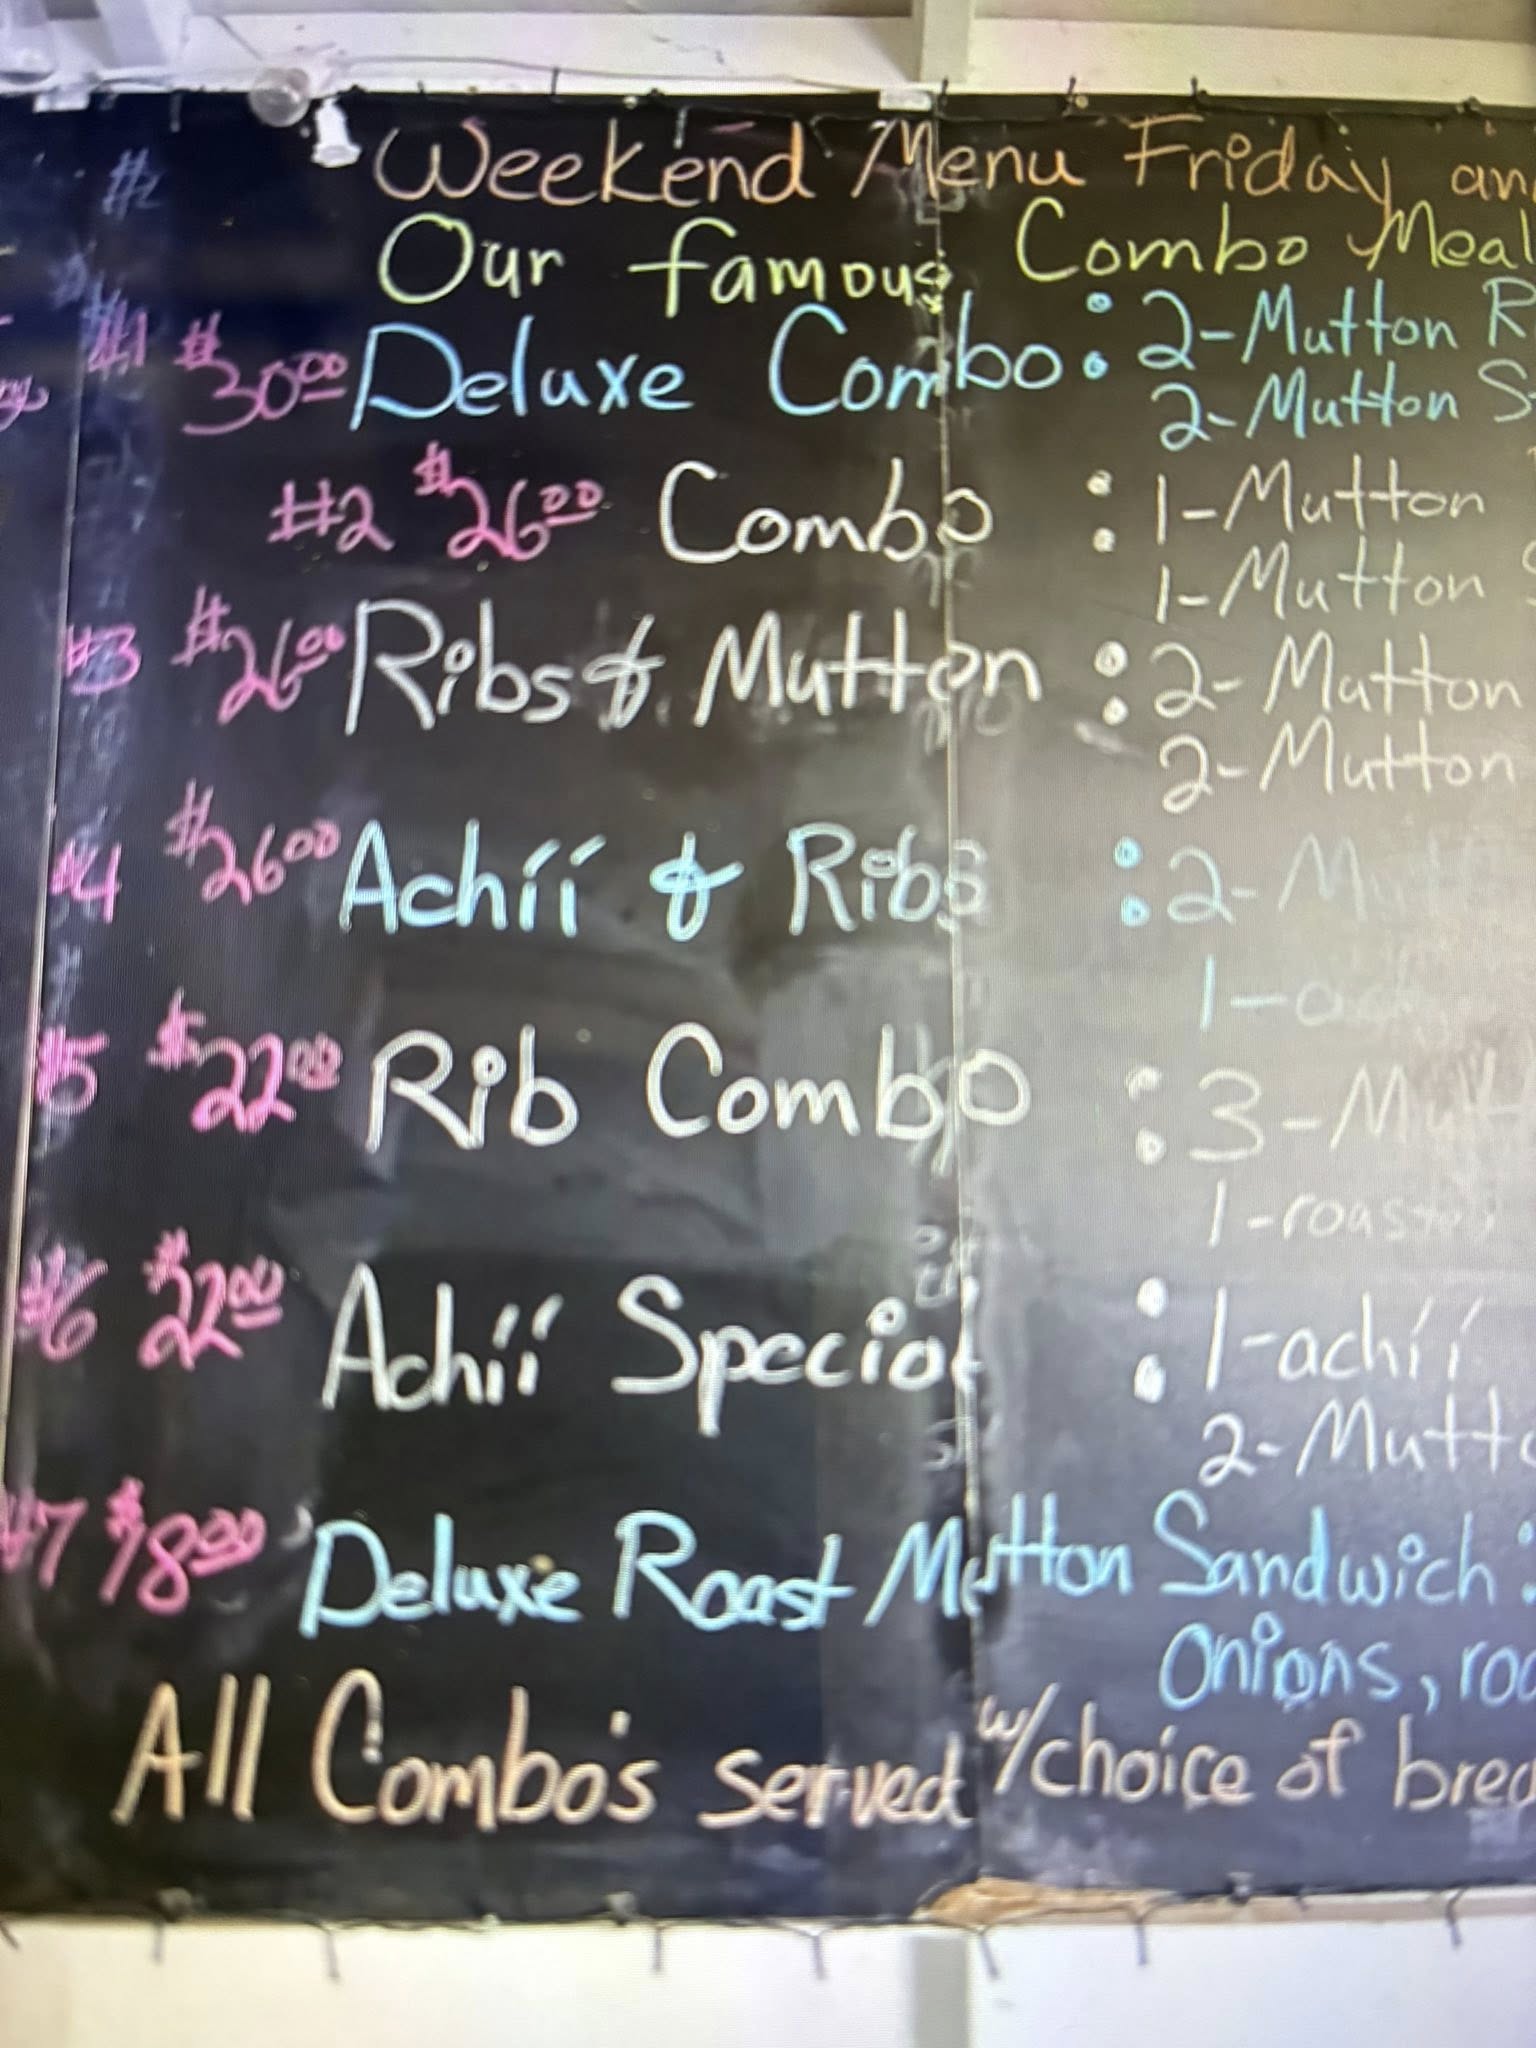 Weekend Menu Friday
Our famous Combo Meal
#1 $30.00 Deluxe Combo : 2-Mutton
2-Mutton
#2 $26.00 Combo : 1-Mutton
1-Mutton
#3 $26.00 Ribs & Mutton : 2-Mutton
2-Mutton
#4 $26.00 Achíí & Ribs : 2-
1-
#5 $22.00 Rib Combo : 3-
1-
#6 $22.00 Achíí Special : 1-achíí
2-
#7 $18.00 Deluxe Roast Mutton Sandwich :
Onions,
All Combo's served w/choice of